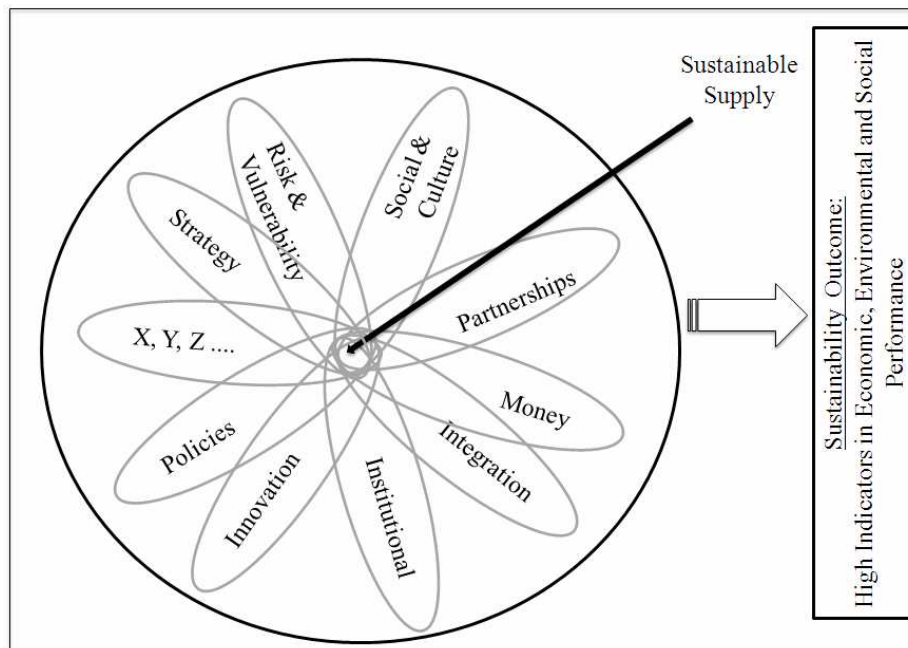 Sustainable
Supply
Risk &
Vulnerability
Social &
Culture
Strategy
Partnerships
X, Y, Z ....
Money
Policies
Integration
Innovation
Institutional
Sustainability Outcome:
High Indicators in Economic, Environmental and Social
Performance